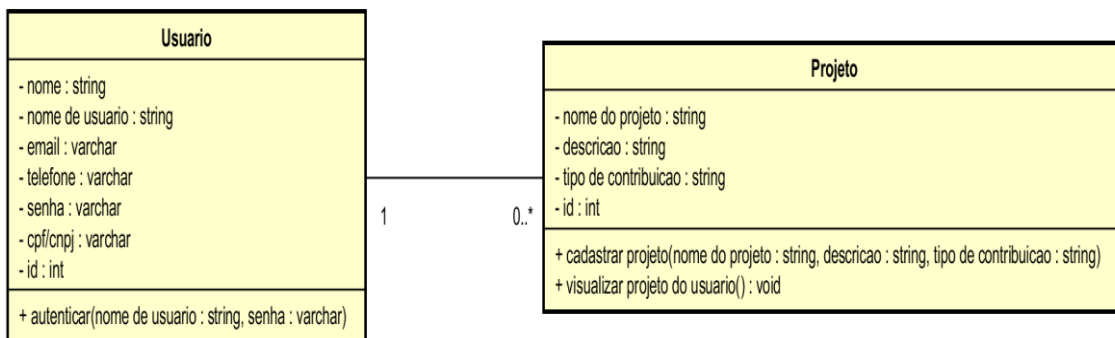 Usuario
- nome : string
- nome de usuario : string
- email : varchar
- telefone : varchar
- senha : varchar
- cpf/cnpj : varchar
- id : int
+ autenticar(nome de usuario : string, senha : varchar)
1
0..*
Projeto
- nome do projeto : string
- descricao : string
- tipo de contribuicao : string
- id : int
+ cadastrar projeto(nome do projeto : string, descricao : string, tipo de contribuicao : string)
+ visualizar projeto do usuario() : void